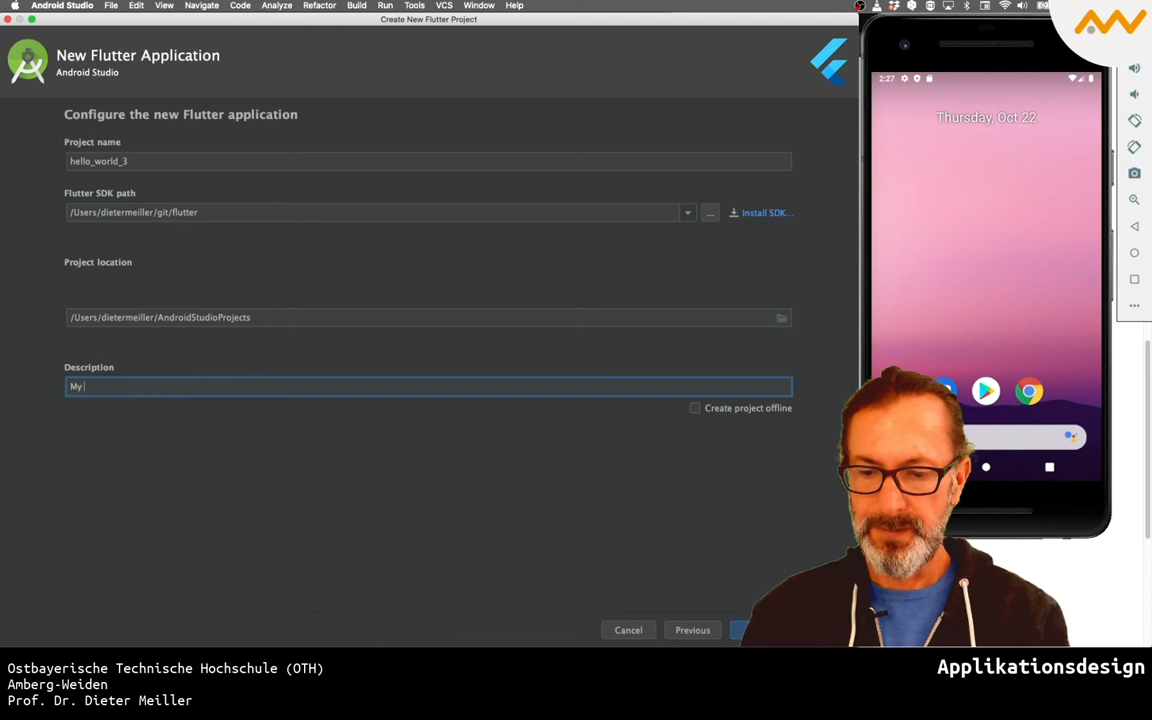 Android Studio File Edit View Navigate Code Analyze Refactor Build Run Tools VCS Window Help
Create New Flutter Project
New Flutter Application
Android Studio
Configure the new Flutter application
Project name
hello_world_3
Flutter SDK path
/Users/dietermeiller/git/flutter
...
Install SDK...
Project location
/Users/dietermeiller/AndroidStudioProjects
Description
My
Create project offline
Cancel
Previous
2:27
Thursday, Oct 22
Ostbayerische Technische Hochschule (OTH)
Amberg-Weiden
Prof. Dr. Dieter Meiller
Applikationsdesign